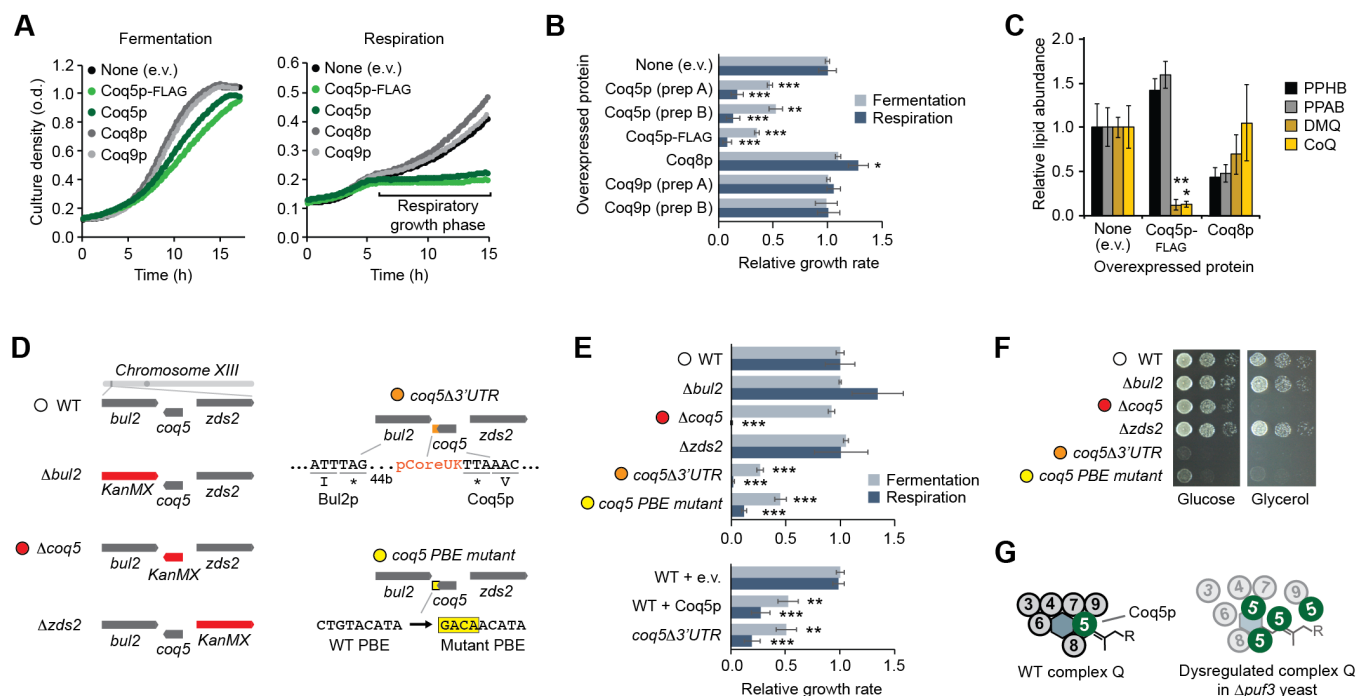 A
Fermentation
Respiration
Culture density (o.d.)
1.2
1.0
0.8
0.6
0.4
0.2
0.0
None (e.v.)
Coq5p-FLAG
Coq5p
Coq8p
Coq9p
0
5
10
15
Time (h)
0.6
0.5
0.4
0.3
0.2
0.1
None (e.v.)
Coq5p-FLAG
Coq5p
Coq8p
Coq9p
Respiratory
growth phase
0
5
10
15
Time (h)
B
Overexpressed protein
None (e.v.)
Coq5p (prep A)
Coq5p (prep B)
Coq5p-FLAG
Coq8p
Coq9p (prep A)
Coq9p (prep B)
***
***
**
***
***
***
*
Fermentation
Respiration
0.0
0.5
1.0
1.5
Relative growth rate
C
Relative lipid abundance
2.0
1.5
1.0
0.5
0.0
PPHB
PPAB
DMQ
CoQ
**
*
None
(e.v.)
Coq5p-
FLAG
Coq8p
Overexpressed protein
D
Chromosome XIII
WT
bul2
coq5
zds2
Δbul2
KanMX
coq5
zds2
Δcoq5
bul2
KanMX
zds2
Δzds2
bul2
coq5
KanMX
coq5Δ3'UTR
bul2
coq5
zds2
...ATTTAG... pCoreUKTTAAAC...
I * 44b * V
Bul2p Coq5p
coq5 PBE mutant
bul2
coq5
zds2
CTGTACATA GACAACATA
WT PBE Mutant PBE
E
WT
Δbul2
Δcoq5
Δzds2
coq5Δ3'UTR
coq5 PBE mutant
***
***
***
***
***
Fermentation
Respiration
0.0
0.5
1.0
1.5
WT + e.v.
WT + Coq5p
coq5Δ3'UTR
**
***
**
***
0.0
0.5
1.0
1.5
Relative growth rate
F
WT
Δbul2
Δcoq5
Δzds2
coq5Δ3'UTR
coq5 PBE mutant
Glucose
Glycerol
G
3 4 7 9
6 5
8
R
Coq5p
WT complex Q
3 4 7 9
6 5 5
5
8 5
R
Dysregulated complex Q
in Δpuf3 yeast